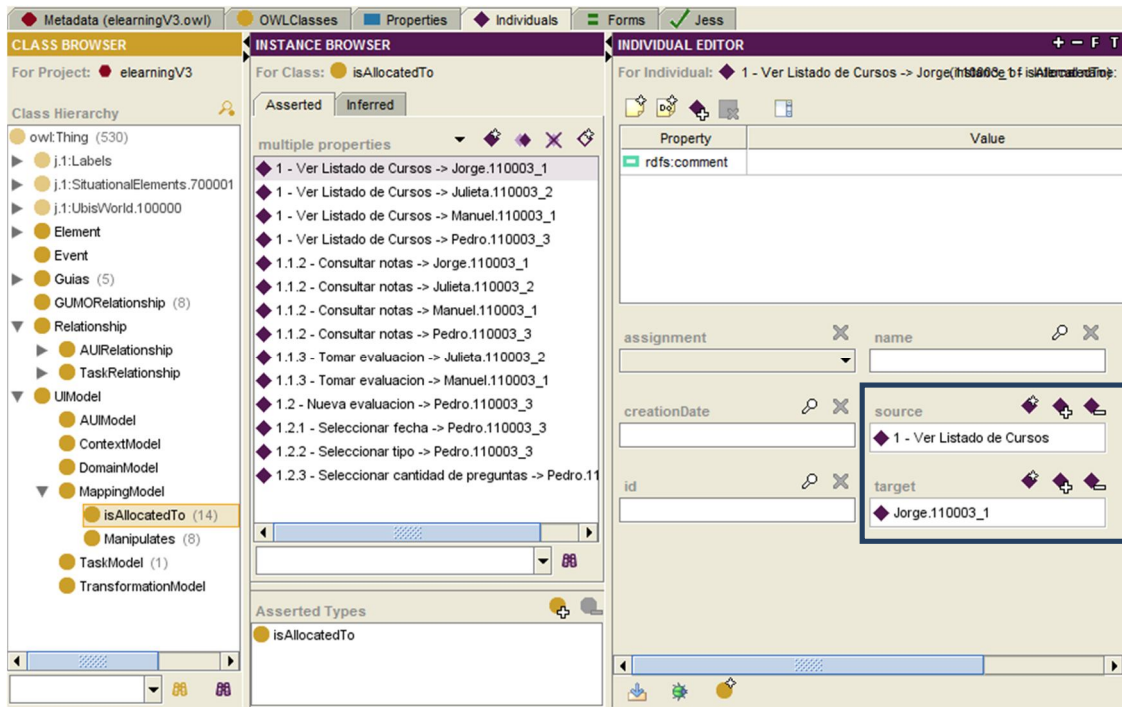 Metadata (elearningV3.owl) OWLClasses Properties Individuals Forms Jess
CLASS BROWSER
For Project: elearningV3
Class Hierarchy
owl:Thing (530)
j.1:Labels
j.1:SituationalElements.700001
j.1:UbisWorld.100000
Element
Event
Guias (5)
GUMORelationship (8)
Relationship
AUIRelationship
TaskRelationship
UIModel
AUIModel
ContextModel
DomainModel
MappingModel
isAllocatedTo (14)
Manipulates (8)
TaskModel (1)
TransformationModel
INSTANCE BROWSER
For Class: isAllocatedTo
Asserted Inferred
multiple properties
1 - Ver Listado de Cursos -> Jorge.110003_1
1 - Ver Listado de Cursos -> Julieta.110003_2
1 - Ver Listado de Cursos -> Manuel.110003_1
1 - Ver Listado de Cursos -> Pedro.110003_3
1.1.2 - Consultar notas -> Jorge.110003_1
1.1.2 - Consultar notas -> Julieta.110003_2
1.1.2 - Consultar notas -> Manuel.110003_1
1.1.2 - Consultar notas -> Pedro.110003_3
1.1.3 - Tomar evaluacion -> Julieta.110003_2
1.1.3 - Tomar evaluacion -> Manuel.110003_1
1.2 - Nueva evaluacion -> Pedro.110003_3
1.2.1 - Seleccionar fecha -> Pedro.110003_3
1.2.2 - Seleccionar tipo -> Pedro.110003_3
1.2.3 - Seleccionar cantidad de preguntas -> Pedro.11
Asserted Types
isAllocatedTo
INDIVIDUAL EDITOR + - F T
For Individual: 1 - Ver Listado de Cursos -> Jorge
Property Value
rdfs:comment
assignment name
creationDate source
1 - Ver Listado de Cursos
id target
Jorge.110003_1